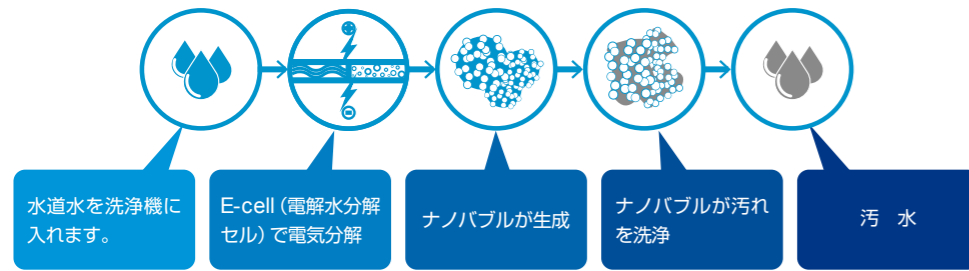 水道水を洗浄機に
入れます。
E-cell（電解水分解
セル）で電気分解
ナノバブルが生成
ナノバブルが汚れ
を洗浄
汚　水